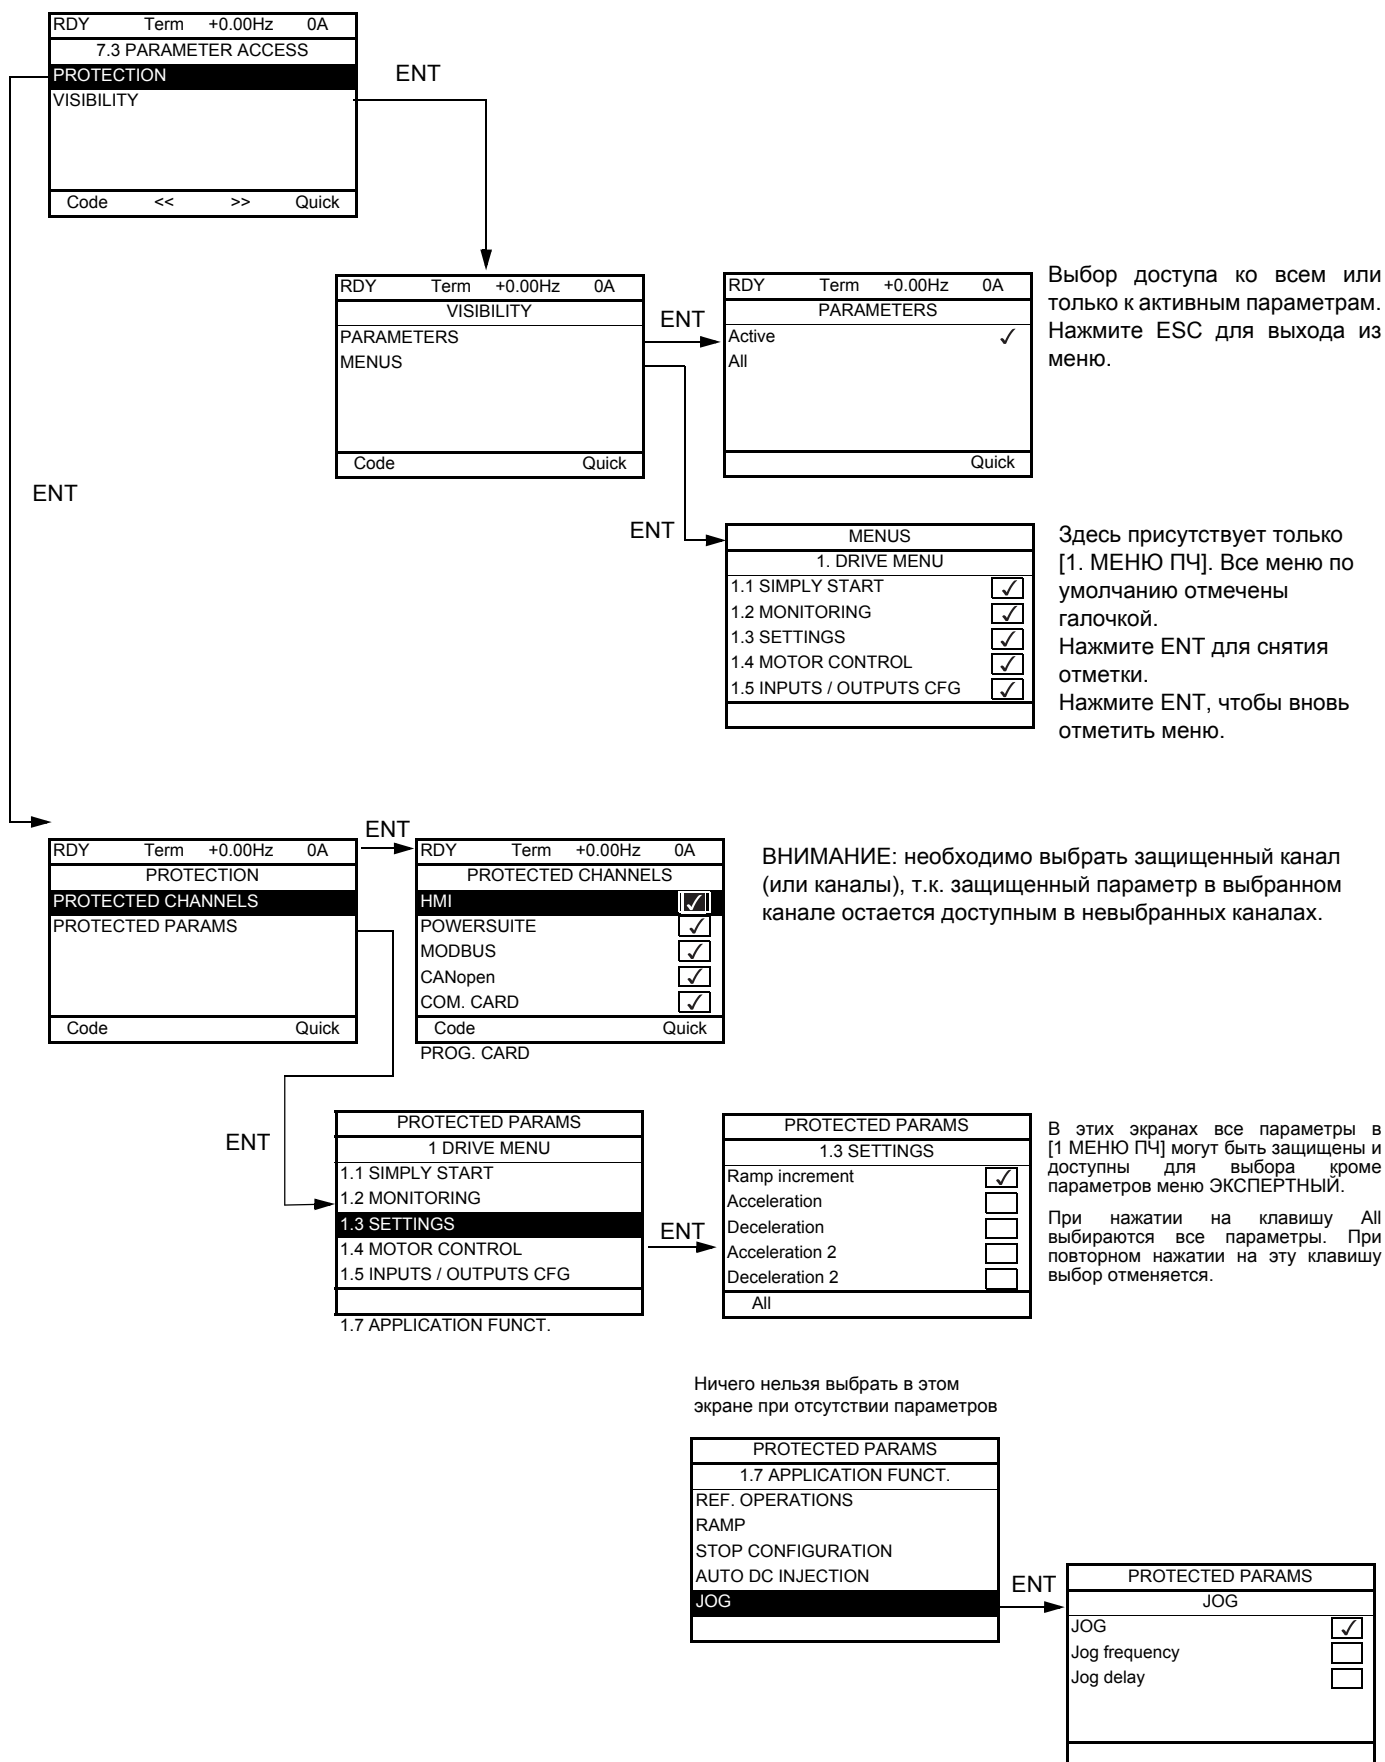 RDY Term +0.00Hz 0A
7.3 PARAMETER ACCESS
PROTECTION
VISIBILITY
Code << >> Quick
ENT
RDY Term +0.00Hz 0A
VISIBILITY
PARAMETERS
MENUS
Code Quick
ENT
RDY Term +0.00Hz 0A
PARAMETERS
Active ✓
All
Quick
Выбор доступа ко всем или
только к активным параметрам.
Нажмите ESC для выхода из
меню.
ENT
ENT
MENUS
1. DRIVE MENU
1.1 SIMPLY START ✓
1.2 MONITORING ✓
1.3 SETTINGS ✓
1.4 MOTOR CONTROL ✓
1.5 INPUTS / OUTPUTS CFG ✓
Здесь присутствует только
[1. МЕНЮ ПЧ]. Все меню по
умолчанию отмечены
галочкой.
Нажмите ENT для снятия
отметки.
Нажмите ENT, чтобы вновь
отметить меню.
RDY Term +0.00Hz 0A
PROTECTION
PROTECTED CHANNELS
PROTECTED PARAMS
Code Quick
ENT
RDY Term +0.00Hz 0A
PROTECTED CHANNELS
HMI ✓
POWERSUITE ✓
MODBUS ✓
CANopen ✓
COM. CARD ✓
Code Quick
PROG. CARD
ВНИМАНИЕ: необходимо выбрать защищенный канал
(или каналы), т.к. защищенный параметр в выбранном
канале остается доступным в невыбранных каналах.
ENT
PROTECTED PARAMS
1 DRIVE MENU
1.1 SIMPLY START
1.2 MONITORING
1.3 SETTINGS
1.4 MOTOR CONTROL
1.5 INPUTS / OUTPUTS CFG
1.7 APPLICATION FUNCT.
ENT
PROTECTED PARAMS
1.3 SETTINGS
Ramp increment ✓
Acceleration
Deceleration
Acceleration 2
Deceleration 2
All
В этих экранах все параметры в
[1 МЕНЮ ПЧ] могут быть защищены и
доступны для выбора кроме
параметров меню ЭКСПЕРТНЫЙ.
При нажатии на клавишу All
выбираются все параметры. При
повторном нажатии на эту клавишу
выбор отменяется.
Ничего нельзя выбрать в этом
экране при отсутствии параметров
PROTECTED PARAMS
1.7 APPLICATION FUNCT.
REF. OPERATIONS
RAMP
STOP CONFIGURATION
AUTO DC INJECTION
JOG
ENT
PROTECTED PARAMS
JOG
JOG ✓
Jog frequency
Jog delay